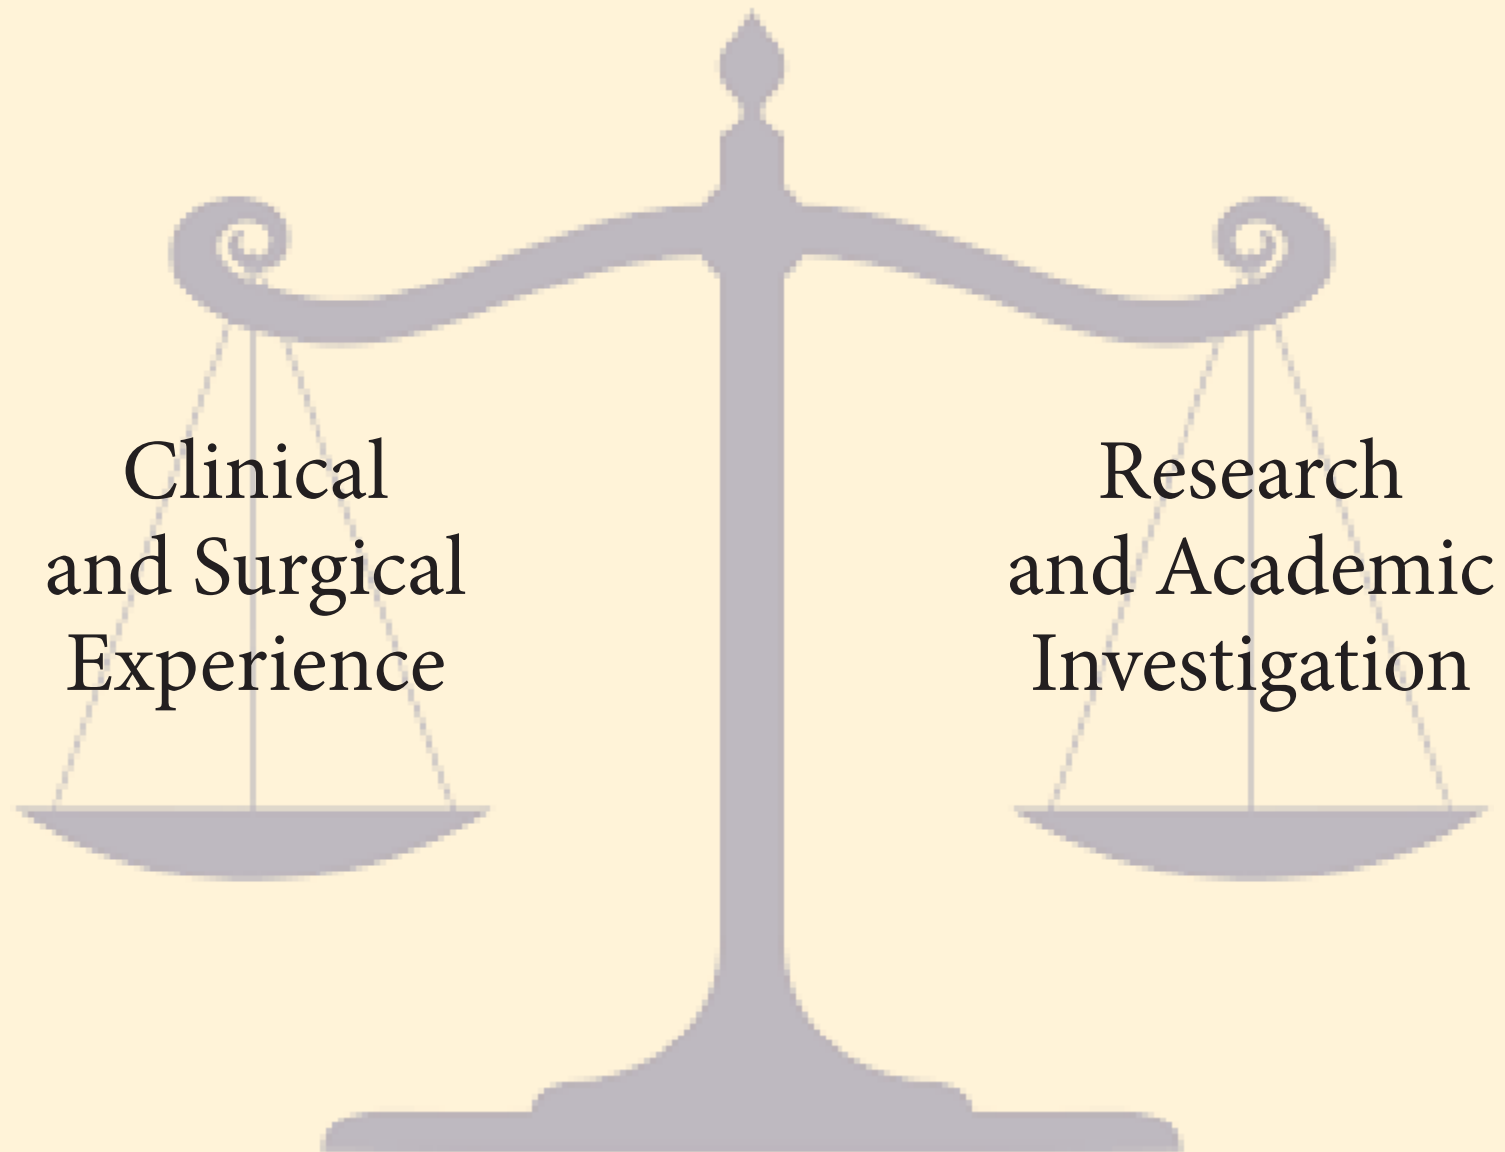 Clinical
and Surgical
Experience
Research
and Academic
Investigation